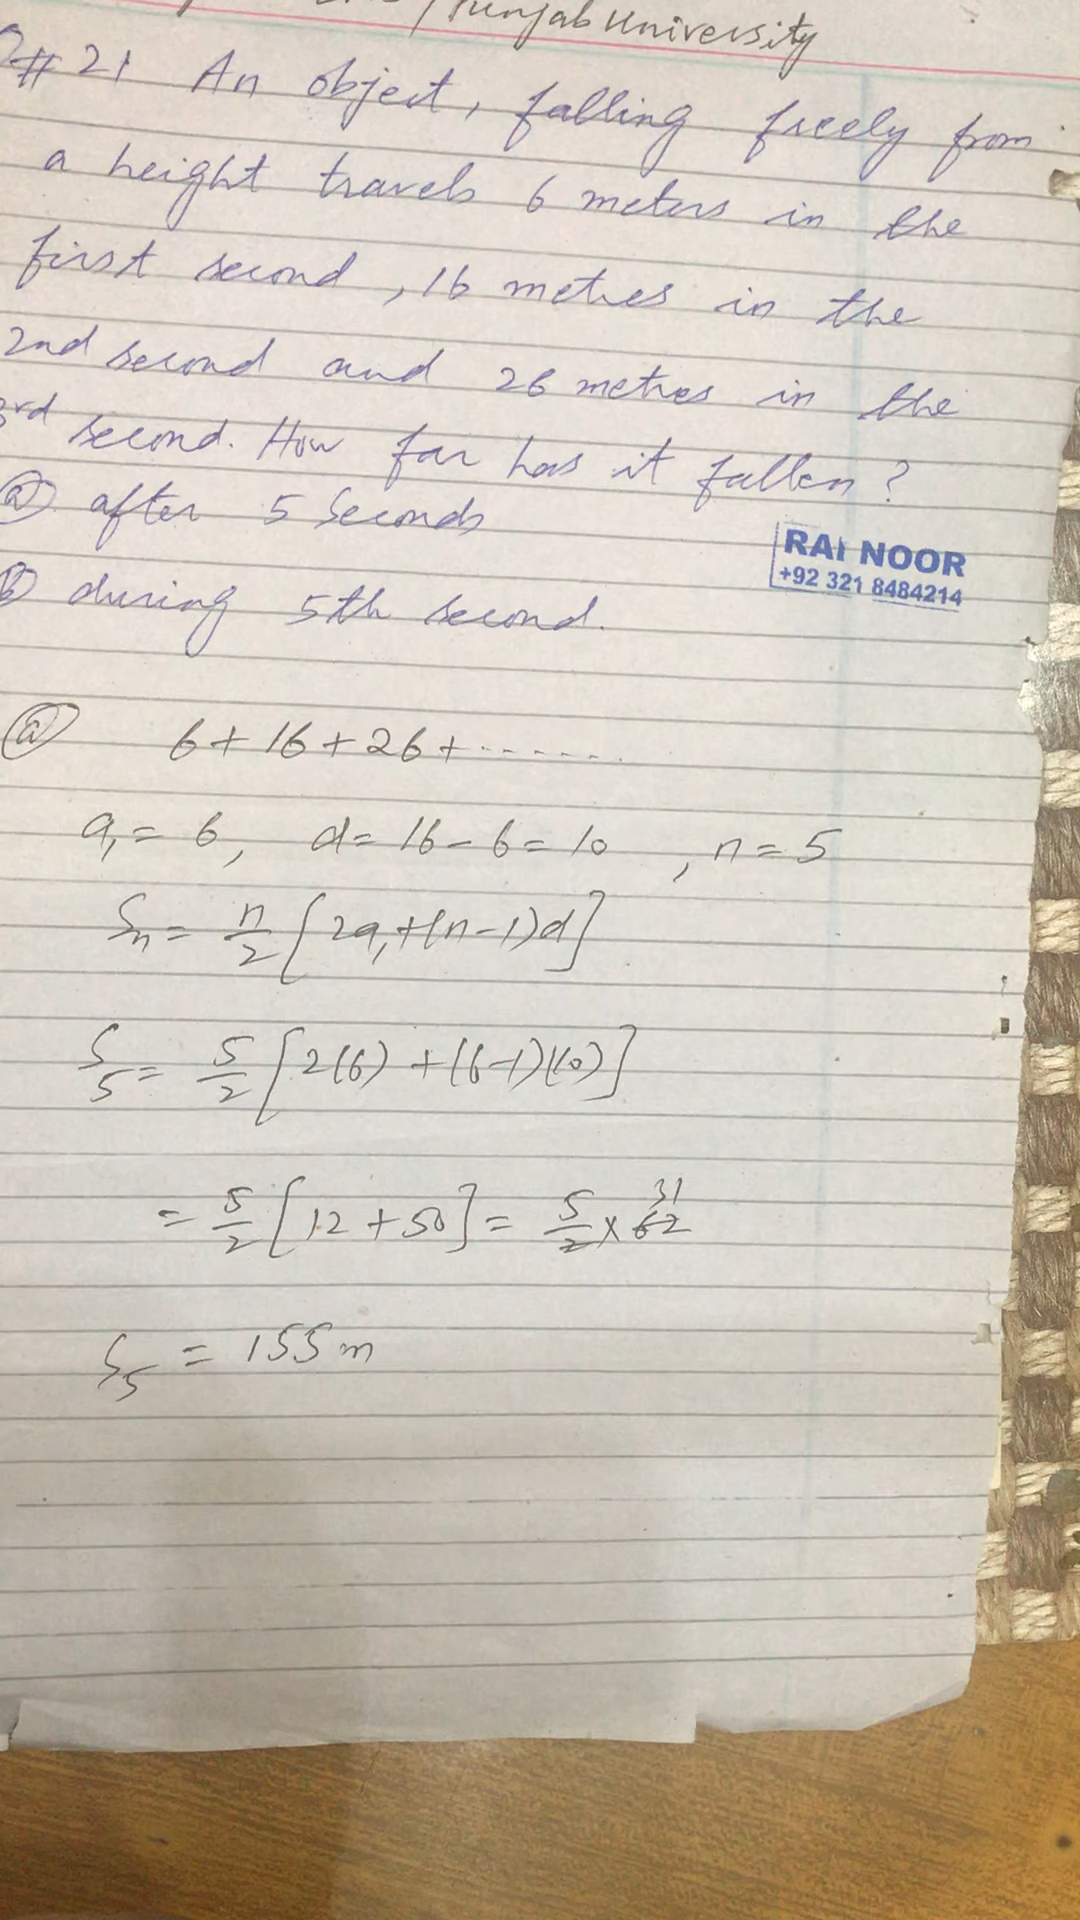 Punjab University
# 21 An object, falling freely from
a height travels 6 meters in the
first second, 16 metres in the
2nd second and 26 metres in the
3rd second. How far has it fallen?
ⓐ after 5 Seconds
RAI NOOR
+92 321 8484214
ⓑ during 5th second.
ⓐ 6+16+26+......
a₁ = 6, d = 16-6 = 10, n = 5
Sₙ = n/2 [2a₁+(n-1)d]
S₅ = 5/2 [2(6) + (6-1)(10)]
= 5/2 [12+50] = 5/2 × 62 31
S₅ = 155 m